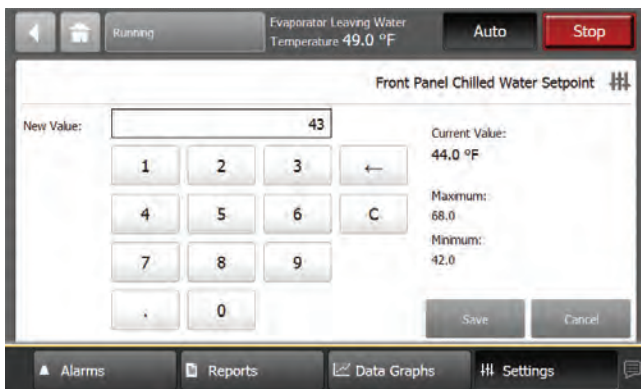 Running
Evaporator Leaving Water
Temperature 49.0 °F
Auto
Stop
Front Panel Chilled Water Setpoint
New Value:
43
Current Value:
44.0 °F
1 2 3 ←
Maximum:
68.0
4 5 6 C
Minimum:
42.0
7 8 9
. 0
Save
Cancel
Alarms
Reports
Data Graphs
Settings